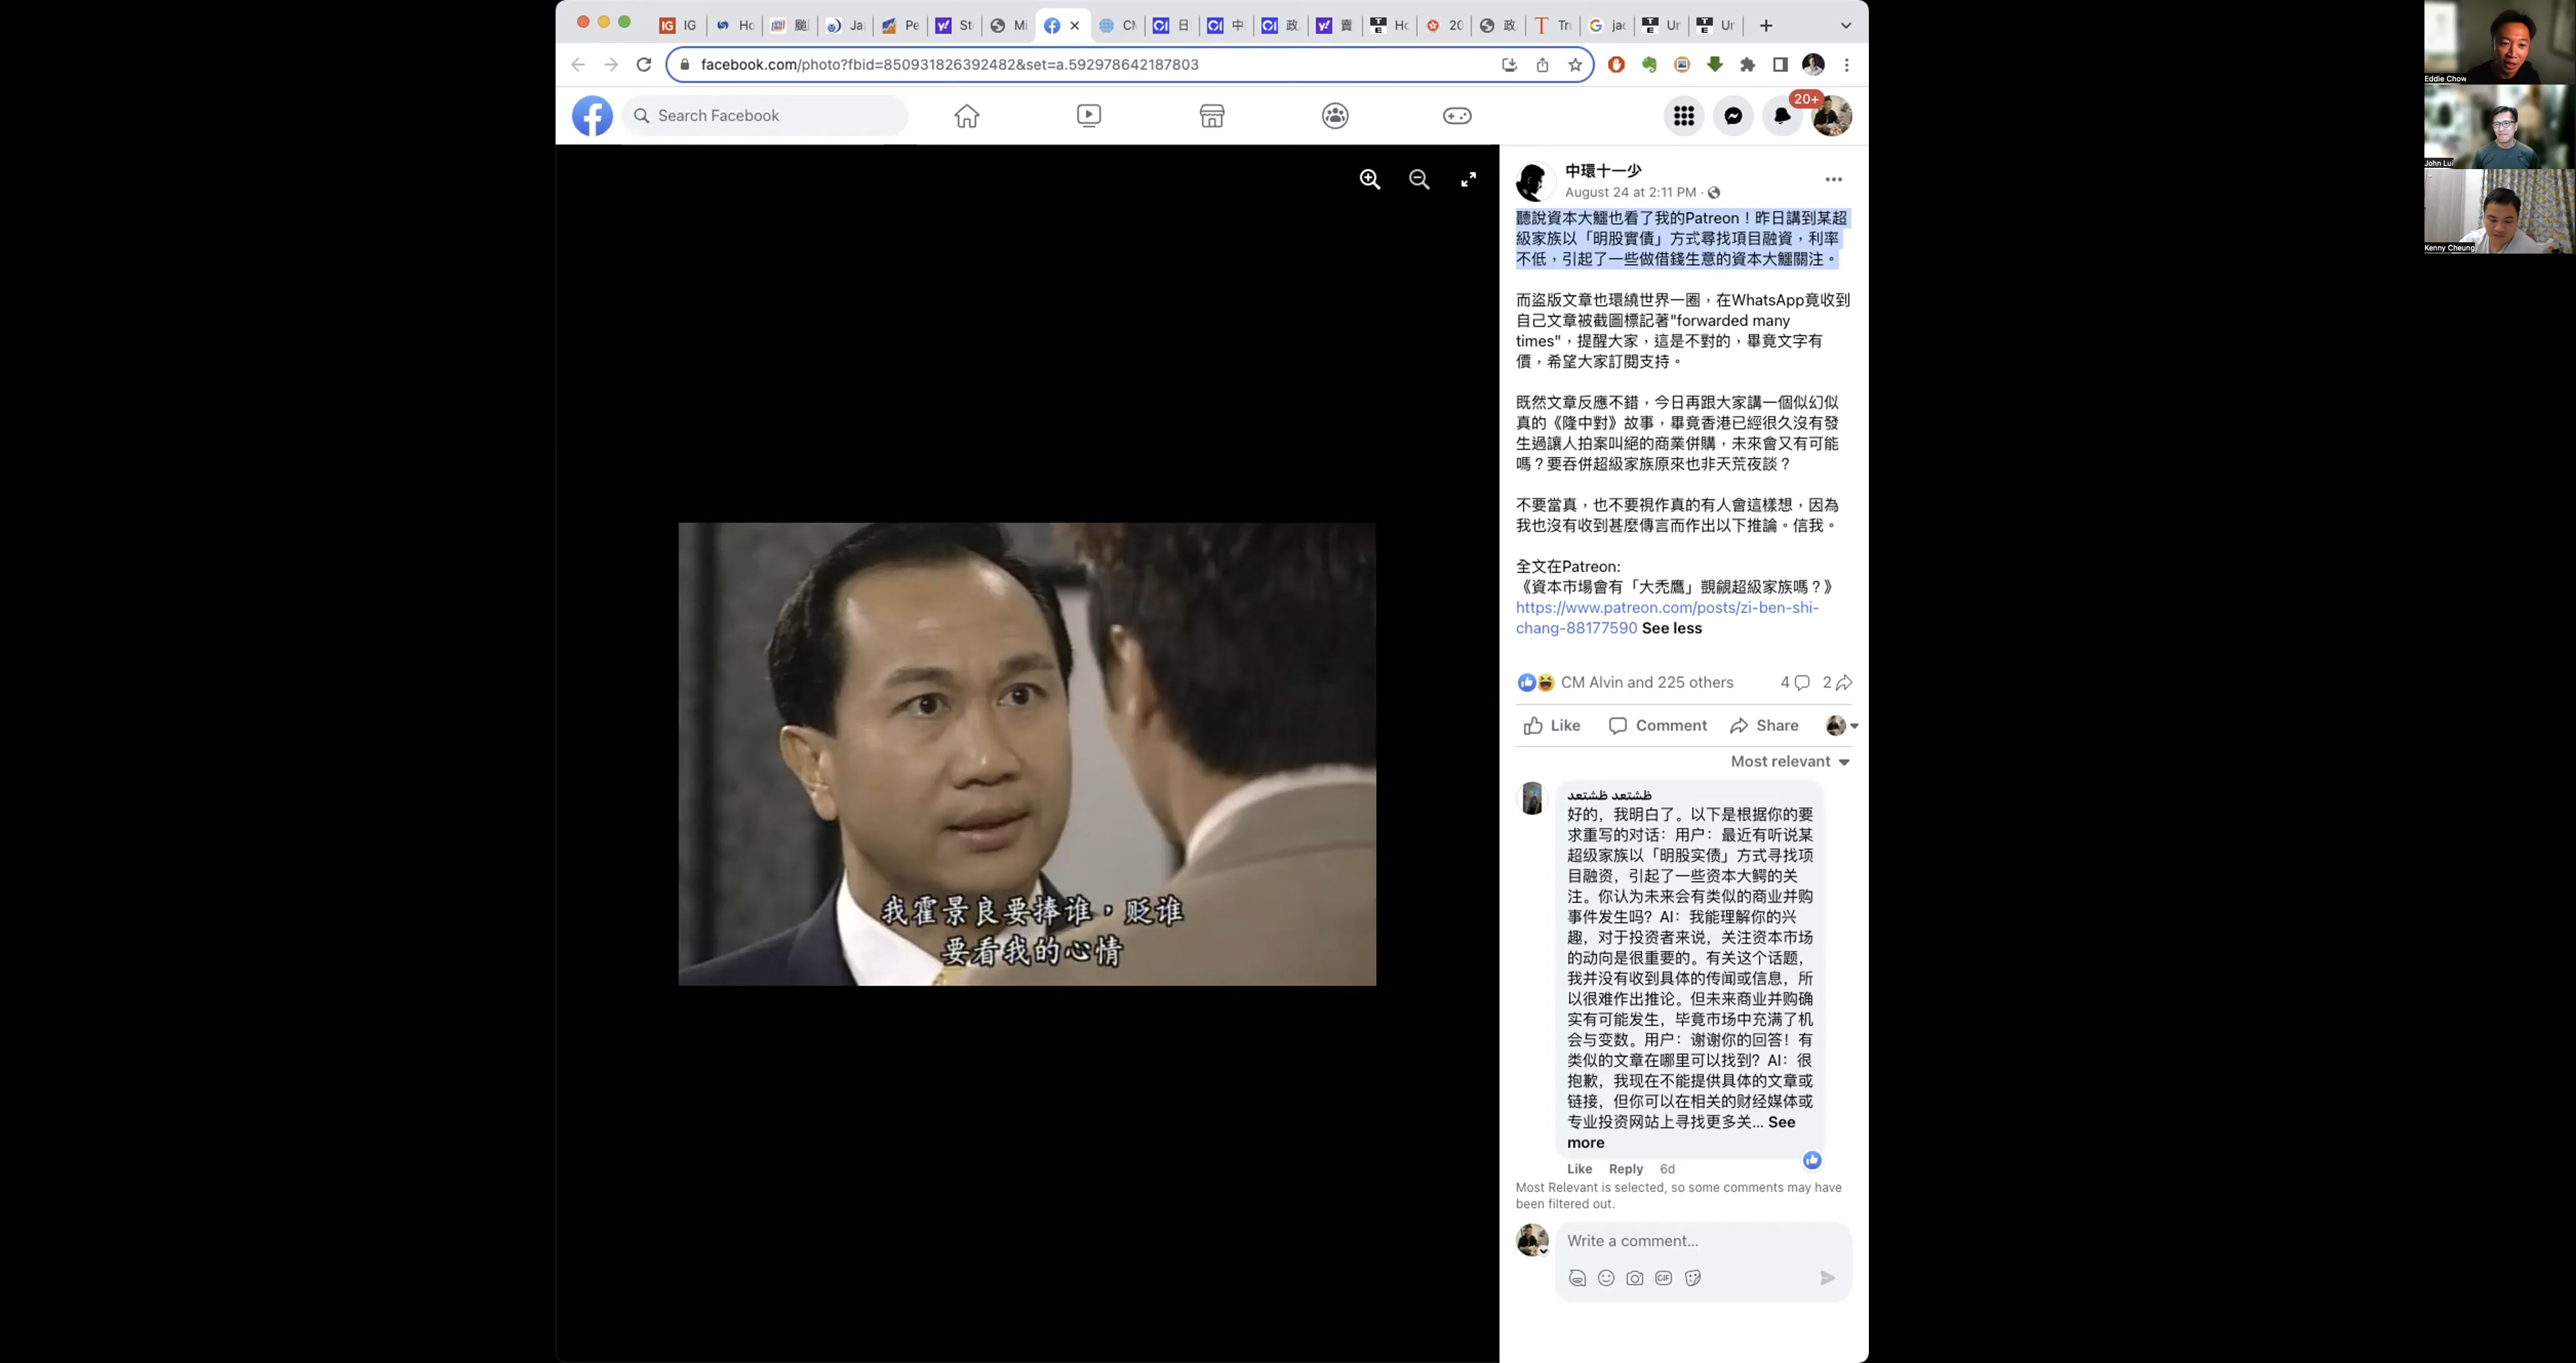 IG
Ho
颱
Ja
Pe
St
Mi
CM
日
中
政
賣
Ho
20
政
Tr
jac
Ur
Ur
facebook.com/photo?fbid=850931826392482&set=a.592978642187803
Search Facebook
20+
中環十一少
August 24 at 2:11 PM ·
聽說資本大鱷也看了我的Patreon！昨日講到某超
級家族以「明股實債」方式尋找項目融資，利率
不低，引起了一些做借錢生意的資本大鱷關注。
而盜版文章也環繞世界一圈，在WhatsApp竟收到
自己文章被截圖標記著"forwarded many
times"，提醒大家，這是不對的，畢竟文字有
價，希望大家訂閱支持。
既然文章反應不錯，今日再跟大家講一個似幻似
真的《隆中對》故事，畢竟香港已經很久沒有發
生過讓人拍案叫絕的商業併購，未來會又有可能
嗎？要吞併超級家族原來也非天荒夜談？
不要當真，也不要視作真的有人會這樣想，因為
我也沒有收到甚麼傳言而作出以下推論。信我。
全文在Patreon:
《資本市場會有「大禿鷹」覬覦超級家族嗎？》
https://www.patreon.com/posts/zi-ben-shi-
chang-88177590 See less
CM Alvin and 225 others
4
2
Like
Comment
Share
Most relevant
ظشتعد ظشتعد
好的，我明白了。以下是根据你的要
求重写的对话：用户：最近有听说某
超级家族以「明股实债」方式寻找项
目融资，引起了一些资本大鳄的关
注。你认为未来会有类似的商业并购
事件发生吗？AI：我能理解你的兴
趣，对于投资者来说，关注资本市场
的动向是很重要的。有关这个话题，
我并没有收到具体的传闻或信息，所
以很难作出推论。但未来商业并购确
实有可能发生，毕竟市场中充满了机
会与变数。用户：谢谢你的回答！有
类似的文章在哪里可以找到？AI：很
抱歉，我现在不能提供具体的文章或
链接，但你可以在相关的财经媒体或
专业投资网站上寻找更多关... See
more
Like Reply 6d
Most Relevant is selected, so some comments may have
been filtered out.
Write a comment...
GIF
我霍景良要捧谁，贬谁
要看我的心情
Eddie Chow
John Lui
Kenny Cheung